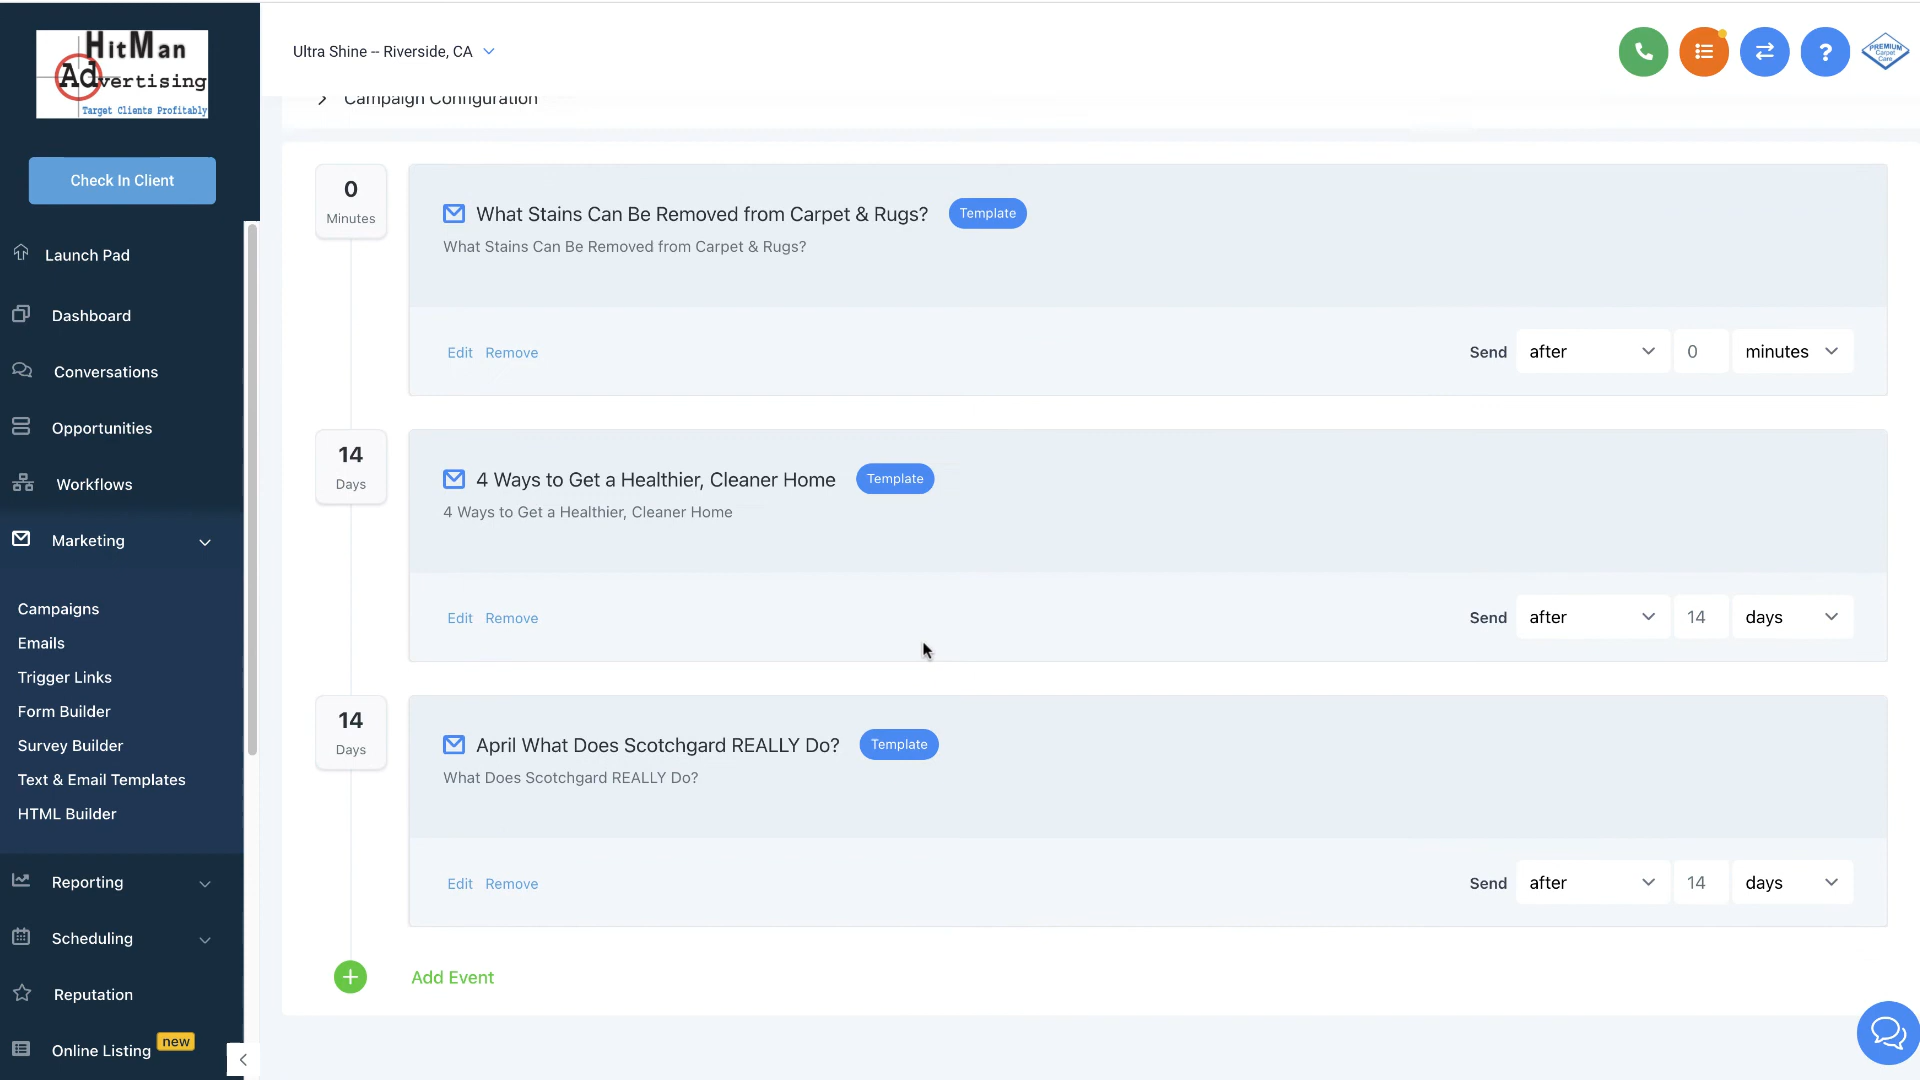 HitMan
Advertising
Target Clients Profitably
Check In Client
Launch Pad
Dashboard
Conversations
Opportunities
Workflows
Marketing
Campaigns
Emails
Trigger Links
Form Builder
Survey Builder
Text & Email Templates
HTML Builder
Reporting
Scheduling
Reputation
Online Listing new
Ultra Shine -- Riverside, CA
?
PREMIUM
Carpet
Care
Campaign Configuration
0
Minutes
What Stains Can Be Removed from Carpet & Rugs? Template
What Stains Can Be Removed from Carpet & Rugs?
Edit Remove
Send after 0 minutes
14
Days
4 Ways to Get a Healthier, Cleaner Home Template
4 Ways to Get a Healthier, Cleaner Home
Edit Remove
Send after 14 days
14
Days
April What Does Scotchgard REALLY Do? Template
What Does Scotchgard REALLY Do?
Edit Remove
Send after 14 days
Add Event